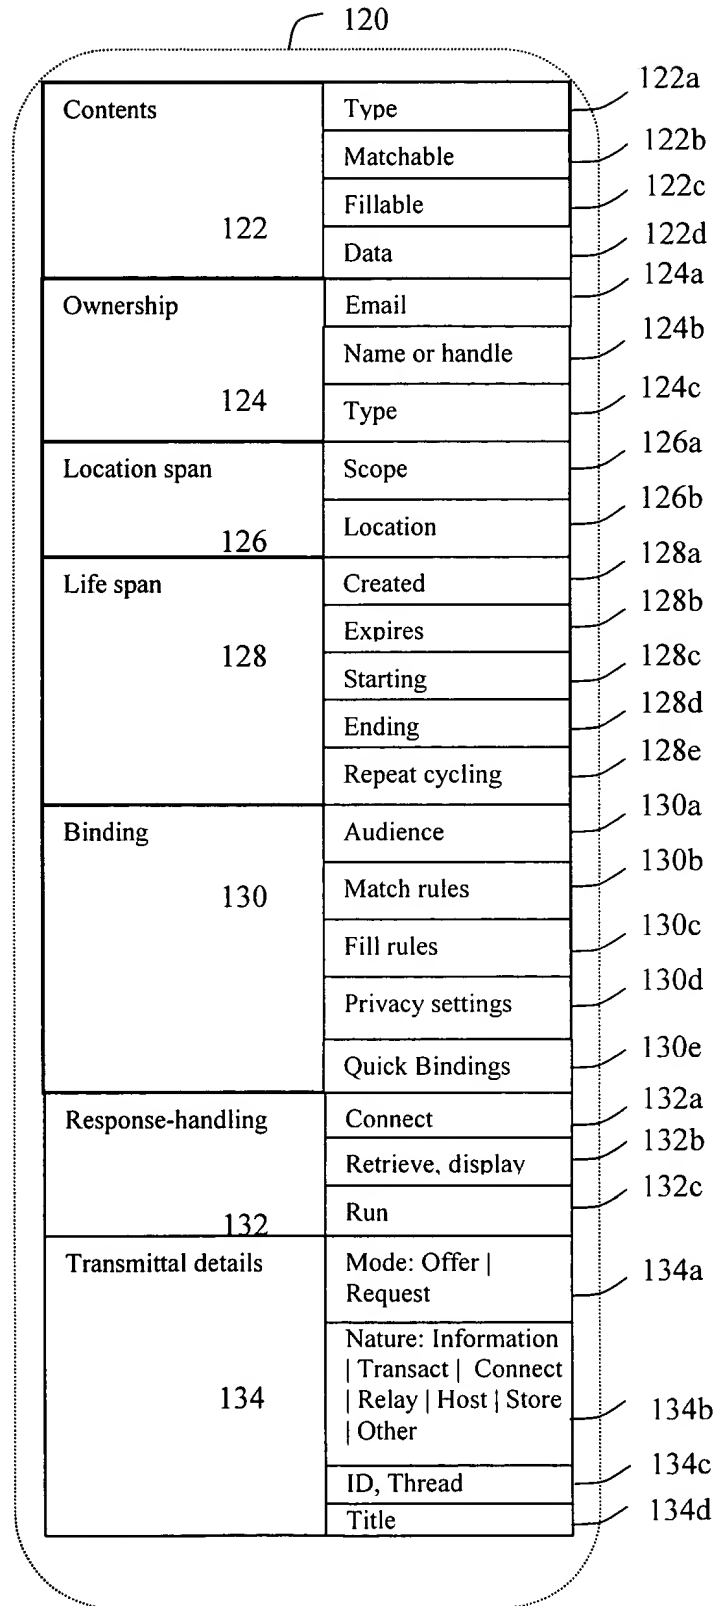 120
Contents
122
Type
122a
Matchable
122b
Fillable
122c
Data
122d
Ownership
124
Email
124a
Name or handle
124b
Type
124c
Location span
126
Scope
126a
Location
126b
Life span
128
Created
128a
Expires
128b
Starting
128c
Ending
128d
Repeat cycling
128e
Binding
130
Audience
130a
Match rules
130b
Fill rules
130c
Privacy settings
130d
Quick Bindings
130e
Response-handling
132
Connect
132a
Retrieve, display
132b
Run
132c
Transmittal details
134
Mode: Offer |
Request
134a
Nature: Information
| Transact | Connect
| Relay | Host | Store
| Other
134b
ID, Thread
134c
Title
134d